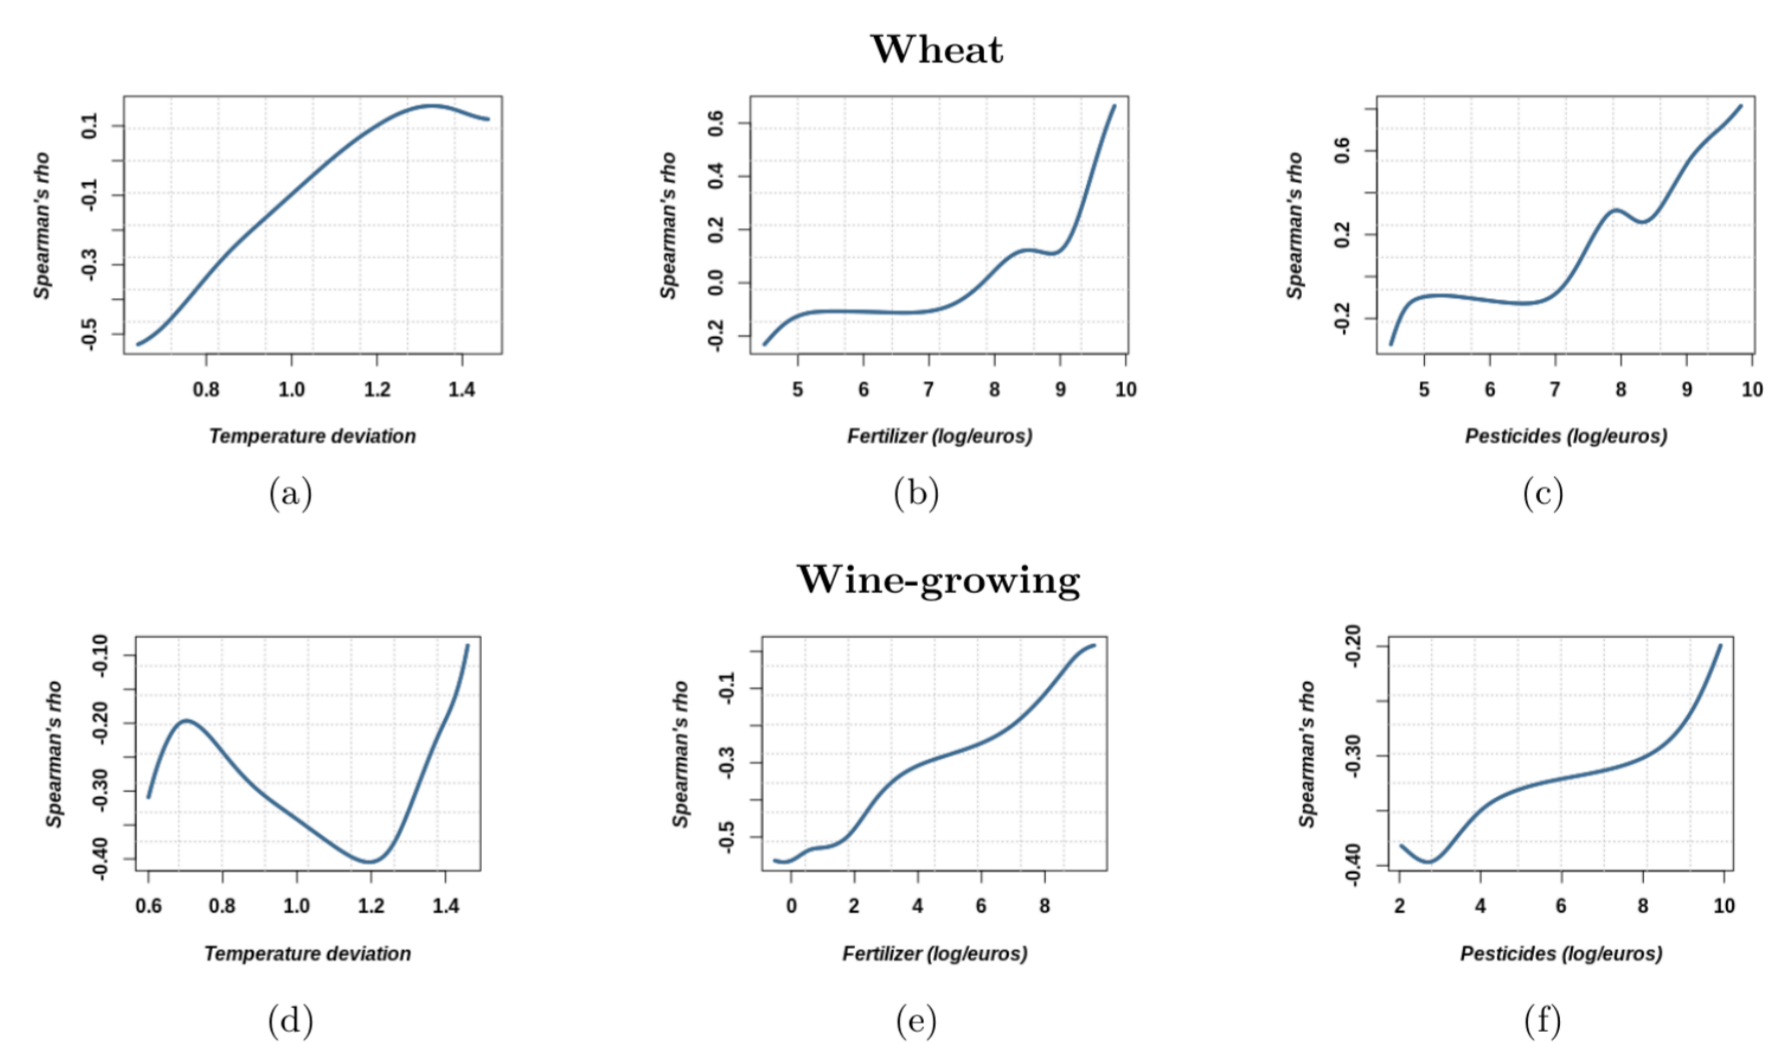 Wheat
Spearman's rho
0.1
-0.1
-0.3
-0.5
0.8 1.0 1.2 1.4
Temperature deviation
(a)
Spearman's rho
0.6
0.4
0.2
0.0
-0.2
5 6 7 8 9 10
Fertilizer (log/euros)
(b)
Spearman's rho
0.6
0.2
-0.2
5 6 7 8 9 10
Pesticides (log/euros)
(c)
Wine-growing
Spearman's rho
-0.10
-0.20
-0.30
-0.40
0.6 0.8 1.0 1.2 1.4
Temperature deviation
(d)
Spearman's rho
-0.1
-0.3
-0.5
0 2 4 6 8
Fertilizer (log/euros)
(e)
Spearman's rho
-0.20
-0.30
-0.40
2 4 6 8 10
Pesticides (log/euros)
(f)